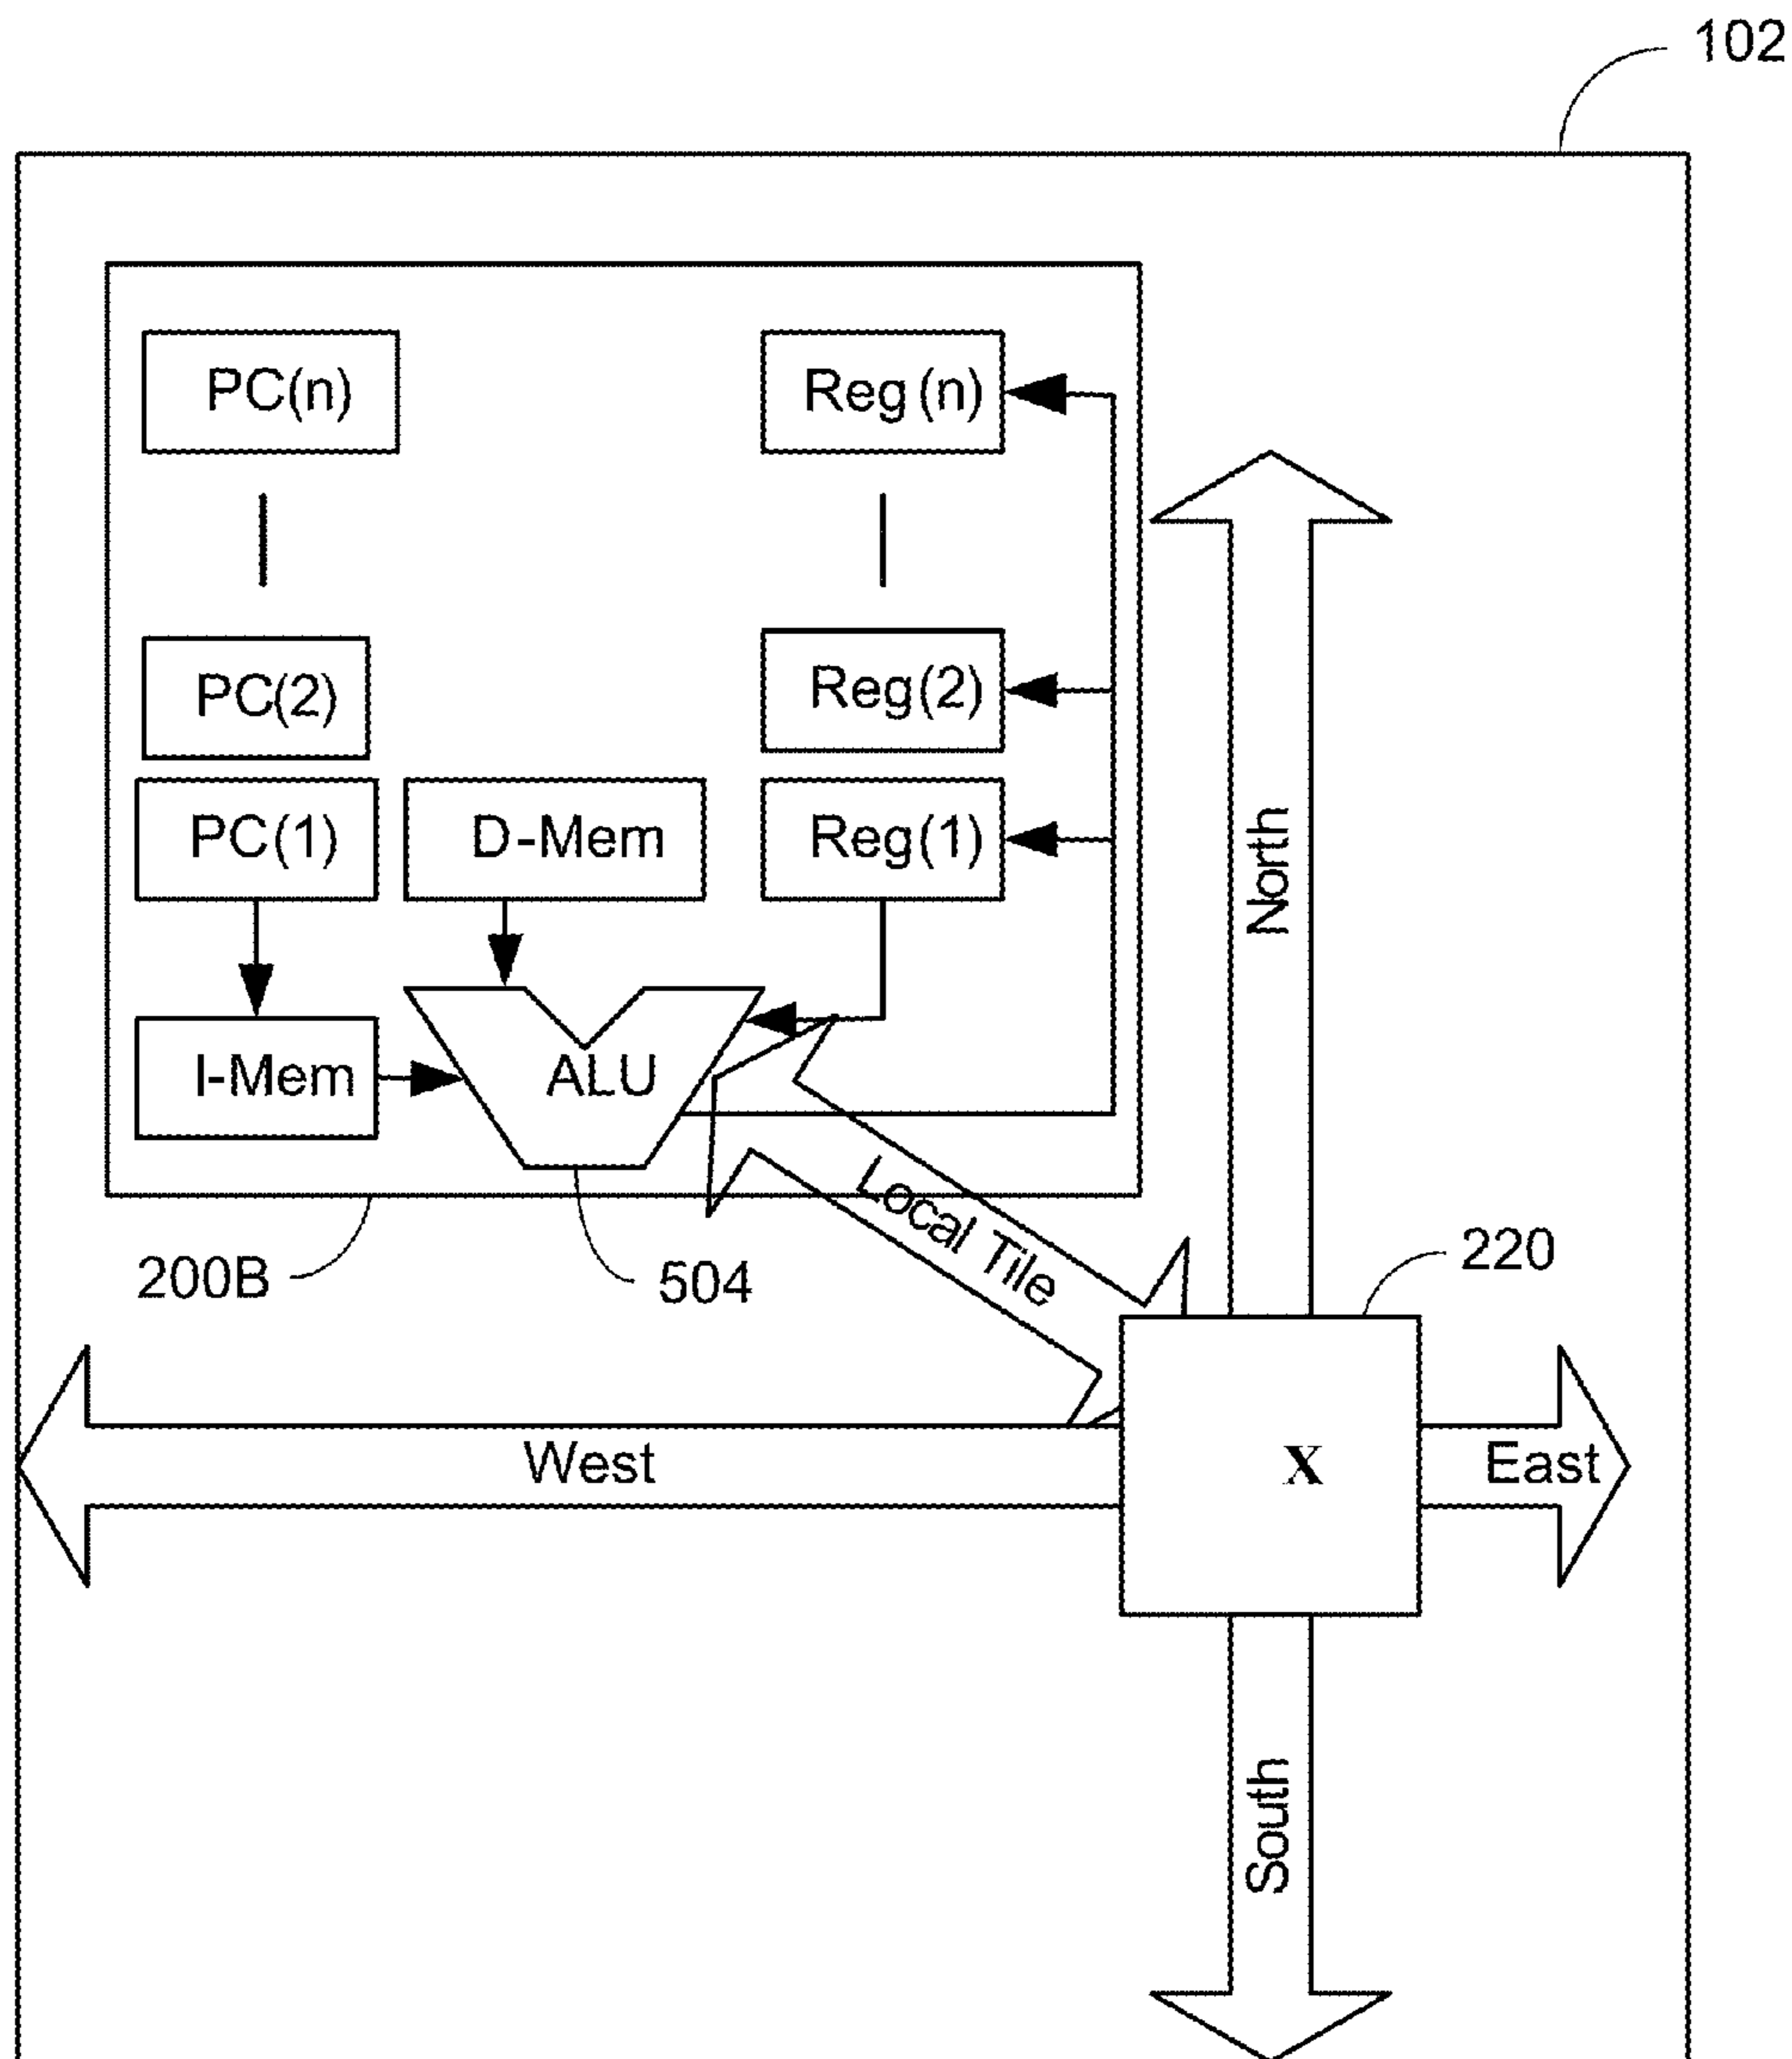 102
PC(n)
Reg (n)
PC(2)
Reg(2)
PC(1)
D-Mem
Reg(1)
North
I-Mem
ALU
Local Tile
200B
504
220
West
X
East
South